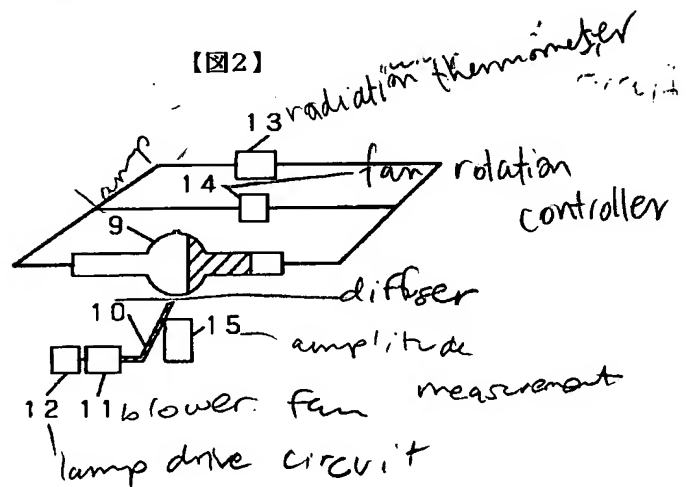 【図2】
13 radiation thermometer
circuit
lamp
14 fan rotation
controller
9
diffuser
10
15 amplitude
measurement
12 11 blower fan
lamp drive circuit